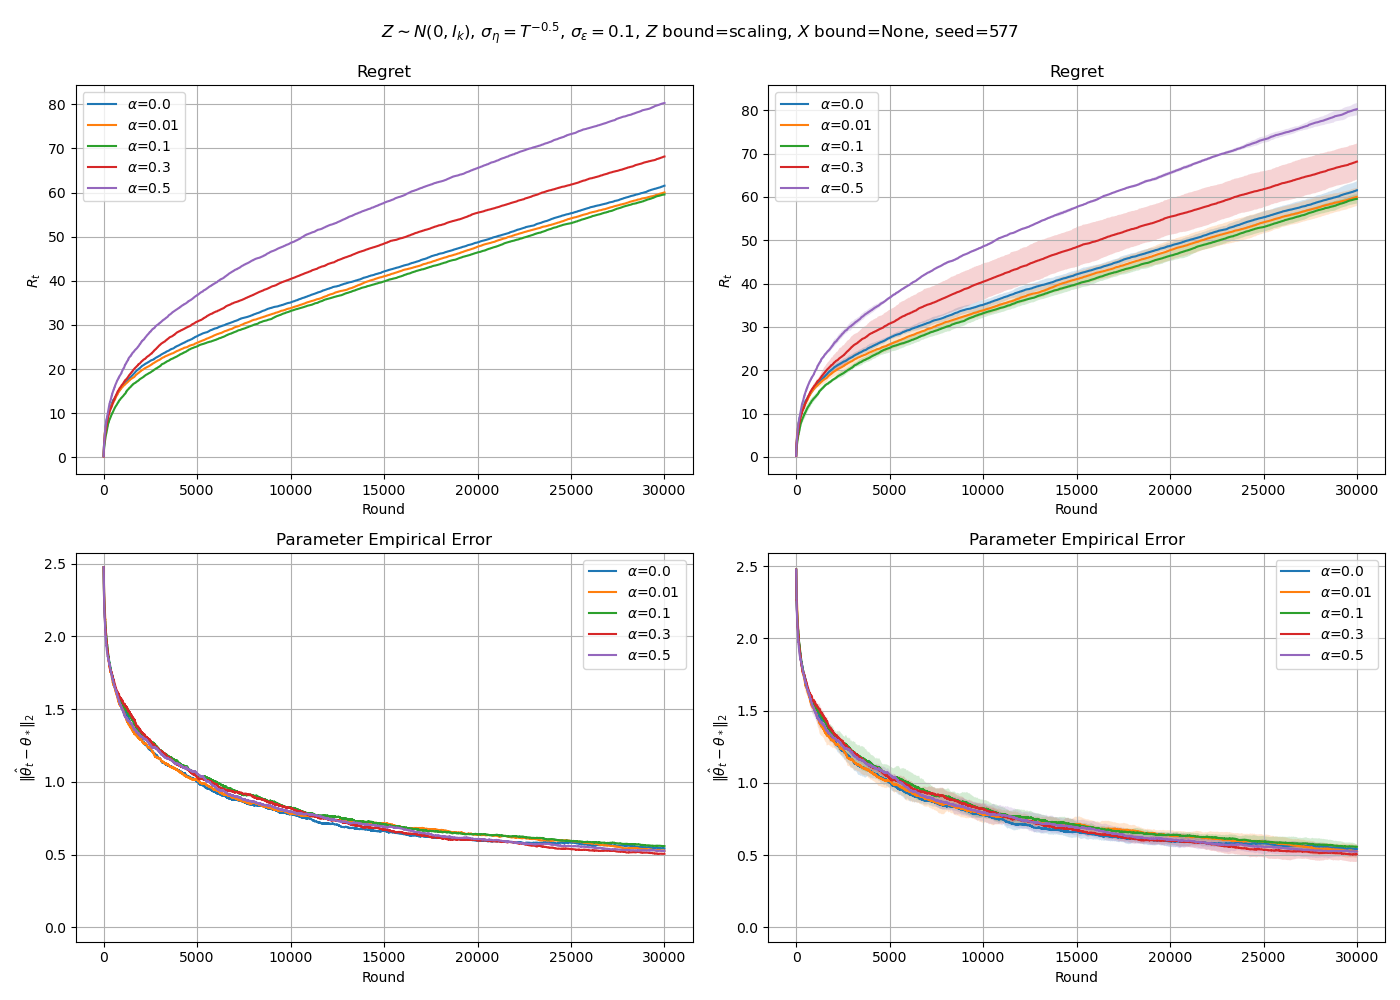 Z ∼ N(0, I_k), σ_η = T^{−0.5}, σ_ε = 0.1, Z bound=scaling, X bound=None, seed=577
Regret
80
70
60
50
40
30
20
10
0
R_t
α=0.0
α=0.01
α=0.1
α=0.3
α=0.5
0 5000 10000 15000 20000 25000 30000
Round
Regret
80
70
60
50
40
30
20
10
0
R_t
α=0.0
α=0.01
α=0.1
α=0.3
α=0.5
0 5000 10000 15000 20000 25000 30000
Round
Parameter Empirical Error
2.5
2.0
1.5
1.0
0.5
0.0
‖θ̂_t − θ_*‖_2
α=0.0
α=0.01
α=0.1
α=0.3
α=0.5
0 5000 10000 15000 20000 25000 30000
Round
Parameter Empirical Error
2.5
2.0
1.5
1.0
0.5
0.0
‖θ̂_t − θ_*‖_2
α=0.0
α=0.01
α=0.1
α=0.3
α=0.5
0 5000 10000 15000 20000 25000 30000
Round